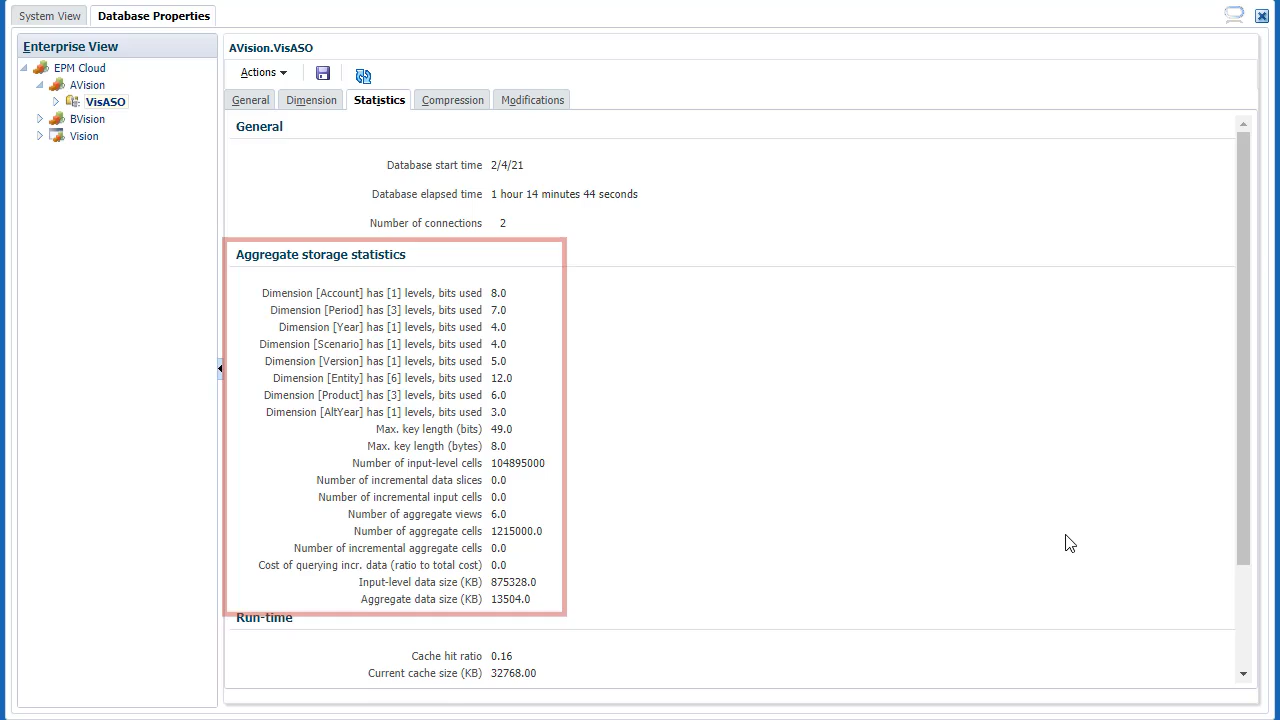 System View
Database Properties
Enterprise View
EPM Cloud
AVision
VisASO
BVision
Vision
AVision.VisASO
Actions
General
Dimension
Statistics
Compression
Modifications
General
Database start time 2/4/21
Database elapsed time 1 hour 14 minutes 44 seconds
Number of connections 2
Aggregate storage statistics
Dimension [Account] has [1] levels, bits used 8.0
Dimension [Period] has [3] levels, bits used 7.0
Dimension [Year] has [1] levels, bits used 4.0
Dimension [Scenario] has [1] levels, bits used 4.0
Dimension [Version] has [1] levels, bits used 5.0
Dimension [Entity] has [6] levels, bits used 12.0
Dimension [Product] has [3] levels, bits used 6.0
Dimension [AltYear] has [1] levels, bits used 3.0
Max. key length (bits) 49.0
Max. key length (bytes) 8.0
Number of input-level cells 104895000
Number of incremental data slices 0.0
Number of incremental input cells 0.0
Number of aggregate views 6.0
Number of aggregate cells 1215000.0
Number of incremental aggregate cells 0.0
Cost of querying incr. data (ratio to total cost) 0.0
Input-level data size (KB) 875328.0
Aggregate data size (KB) 13504.0
Run-time
Cache hit ratio 0.16
Current cache size (KB) 32768.00